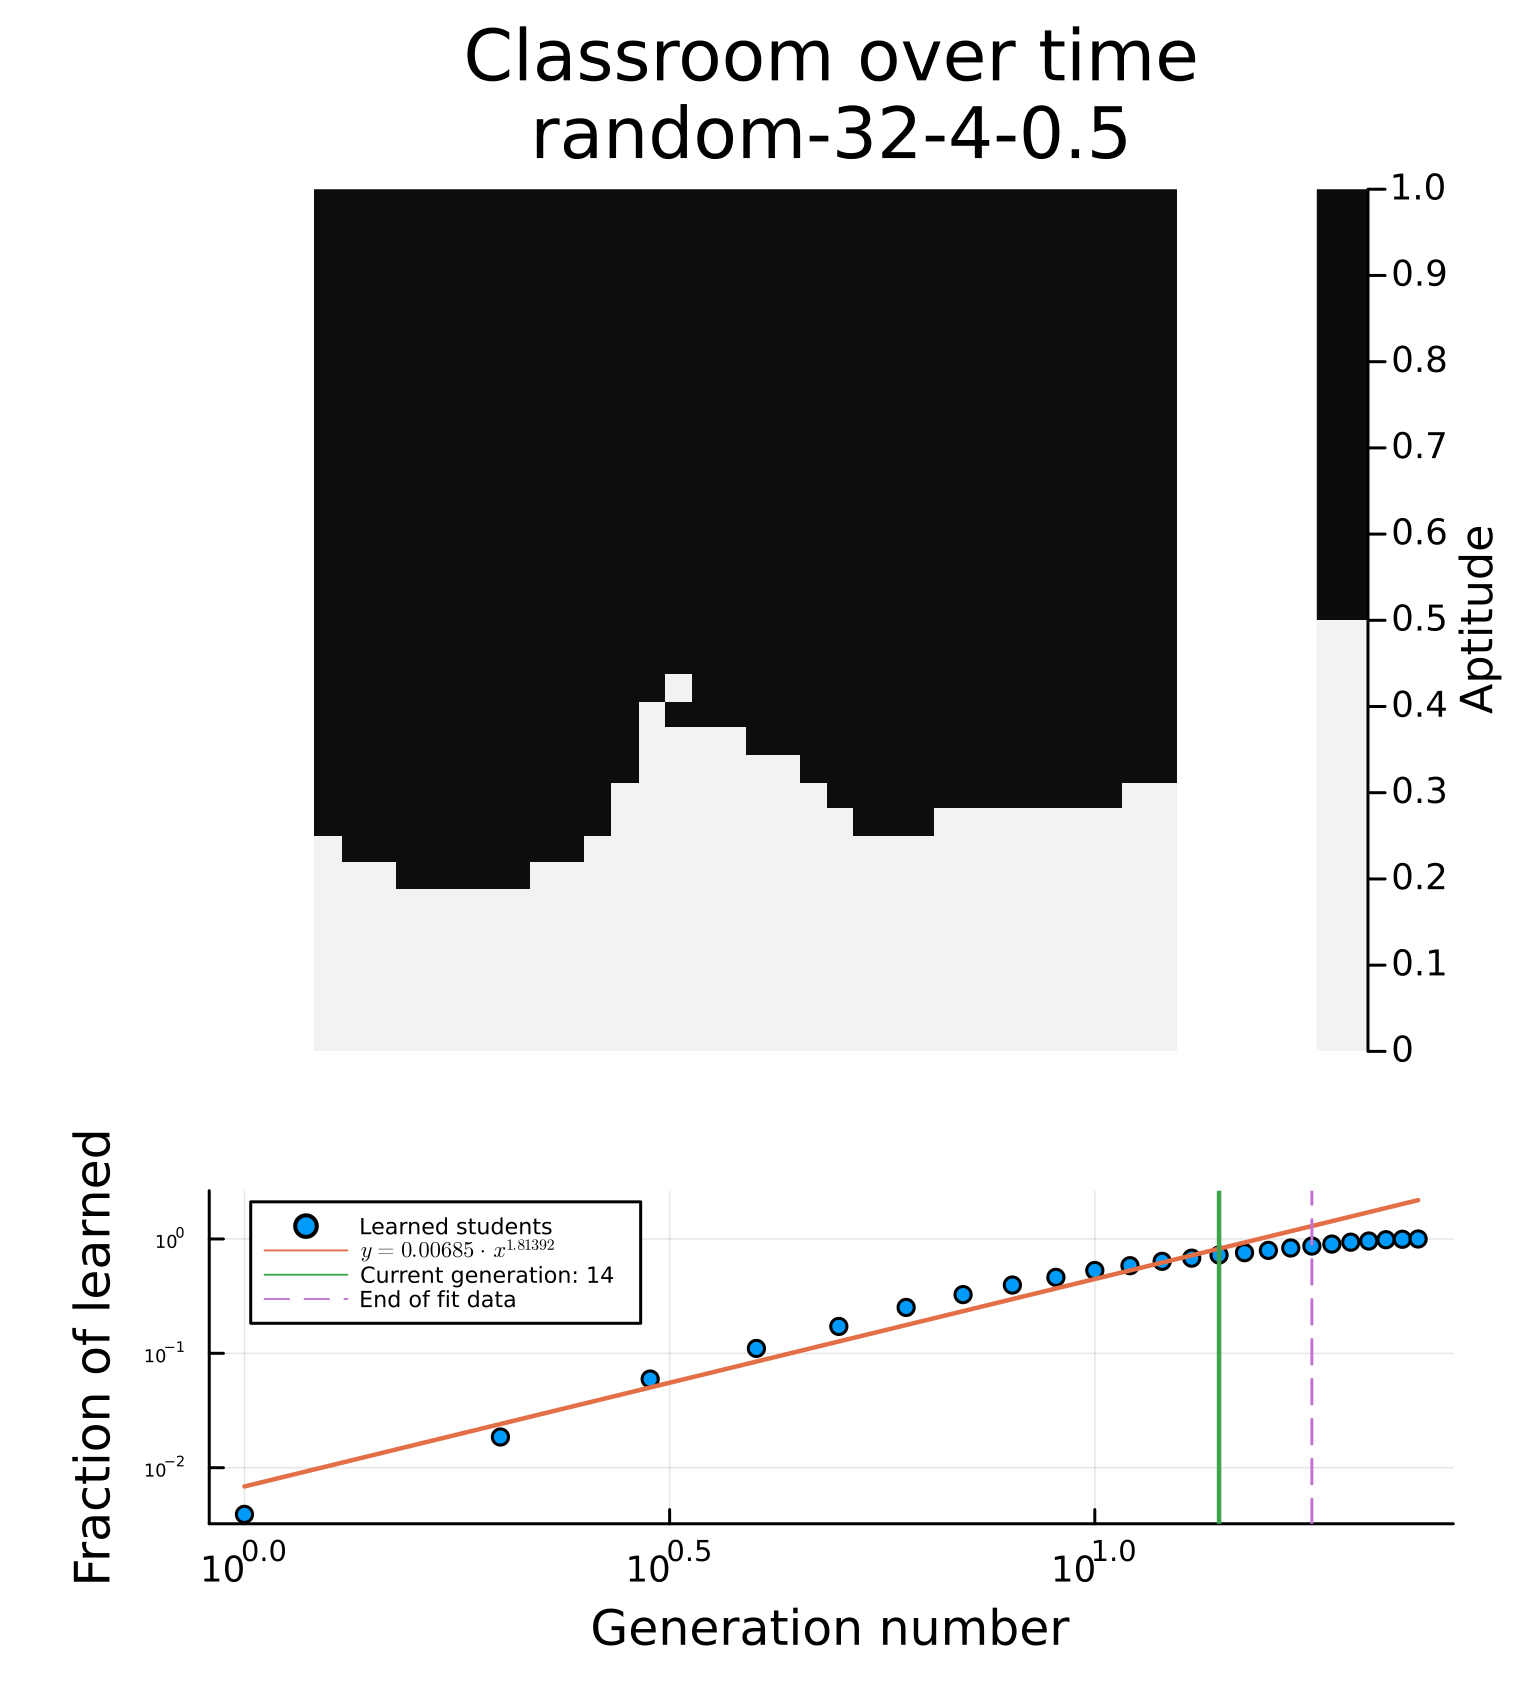 Classroom over time
random-32-4-0.5
1.0
0.9
0.8
0.7
0.6
0.5
0.4
0.3
0.2
0.1
0
Aptitude
Fraction of learned
10^0
10^−1
10^−2
Learned students
y = 0.00685 · x^1.81392
Current generation: 14
End of fit data
10^0.0
10^0.5
10^1.0
Generation number